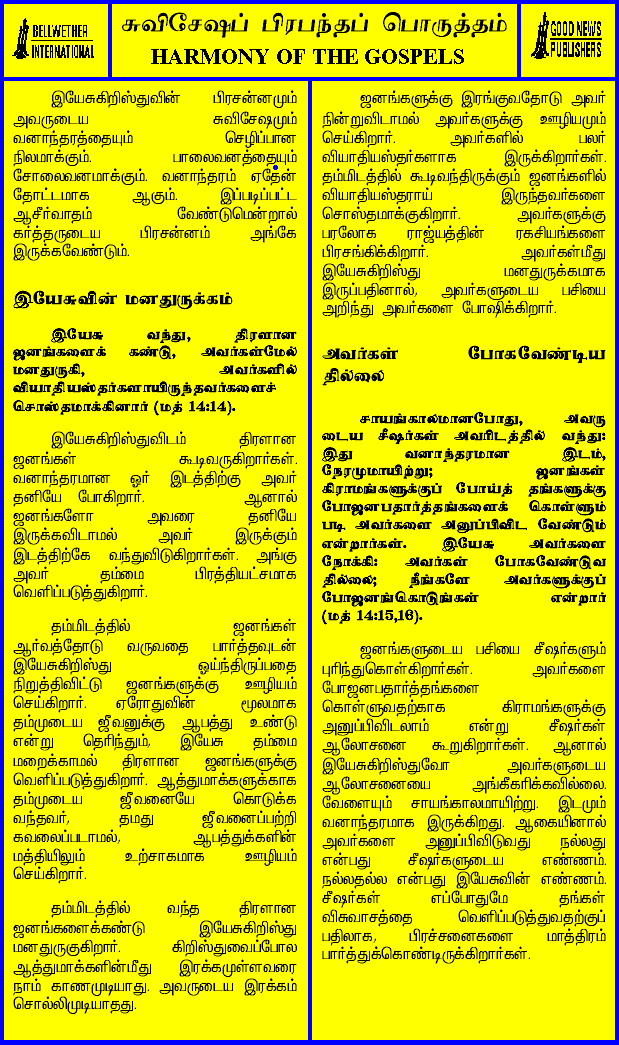 BELLWETHER
INTERNATIONAL
சுவிசேஷப் பிரபந்தப் பொருத்தம்
HARMONY OF THE GOSPELS
GOOD NEWS
PUBLISHERS
இயேசுகிறிஸ்துவின் பிரசன்னமும்
அவருடைய சுவிசேஷமும்
வனாந்தரத்தையும் செழிப்பான
நிலமாக்கும். பாலைவனத்தையும்
சோலைவனமாக்கும். வனாந்தரம் ஏதேன்
தோட்டமாக ஆகும். இப்படிப்பட்ட
ஆசீர்வாதம் வேண்டுமென்றால்
கர்த்தருடைய பிரசன்னம் அங்கே
இருக்கவேண்டும்.
இயேசுவின் மனதுருக்கம்
இயேசு வந்து, திரளான
ஜனங்களைக் கண்டு, அவர்கள்மேல்
மனதுருகி, அவர்களில்
வியாதியஸ்தர்களாயிருந்தவர்களைச்
சொஸ்தமாக்கினார் (மத் 14:14).
இயேசுகிறிஸ்துவிடம் திரளான
ஜனங்கள் கூடிவருகிறார்கள்.
வனாந்தரமான ஓர் இடத்திற்கு அவர்
தனியே போகிறார். ஆனால்
ஜனங்களோ அவரை தனியே
இருக்கவிடாமல் அவர் இருக்கும்
இடத்திற்கே வந்துவிடுகிறார்கள். அங்கு
அவர் தம்மை பிரத்தியட்சமாக
வெளிப்படுத்துகிறார்.
தம்மிடத்தில் ஜனங்கள்
ஆர்வத்தோடு வருவதை பார்த்தவுடன்
இயேசுகிறிஸ்து ஓய்ந்திருப்பதை
நிறுத்திவிட்டு ஜனங்களுக்கு ஊழியம்
செய்கிறார். ஏரோதுவின் மூலமாக
தம்முடைய ஜீவனுக்கு ஆபத்து உண்டு
என்று தெரிந்தும், இயேசு தம்மை
மறைக்காமல் திரளான ஜனங்களுக்கு
வெளிப்படுத்துகிறார். ஆத்துமாக்களுக்காக
தம்முடைய ஜீவனையே கொடுக்க
வந்தவர், தமது ஜீவனைப்பற்றி
கவலைப்படாமல், ஆபத்துக்களின்
மத்தியிலும் உற்சாகமாக ஊழியம்
செய்கிறார்.
தம்மிடத்தில் வந்த திரளான
ஜனங்களைக்கண்டு இயேசுகிறிஸ்து
மனதுருகுகிறார். கிறிஸ்துவைப்போல
ஆத்துமாக்களின்மீது இரக்கமுள்ளவரை
நாம் காணமுடியாது. அவருடைய இரக்கம்
சொல்லிமுடியாதது.
ஜனங்களுக்கு இரங்குவதோடு அவர்
நின்றுவிடாமல் அவர்களுக்கு ஊழியமும்
செய்கிறார். அவர்களில் பலர்
வியாதியஸ்தர்களாக இருக்கிறார்கள்.
தம்மிடத்தில் கூடிவந்திருக்கும் ஜனங்களில்
வியாதியஸ்தராய் இருந்தவர்களை
சொஸ்தமாக்குகிறார். அவர்களுக்கு
பரலோக ராஜ்யத்தின் ரகசியங்களை
பிரசங்கிக்கிறார். அவர்கள்மீது
இயேசுகிறிஸ்து மனதுருக்கமாக
இருப்பதினால், அவர்களுடைய பசியை
அறிந்து அவர்களை போஷிக்கிறார்.
அவர்கள் போகவேண்டிய
தில்லை
சாயங்காலமானபோது, அவரு
டைய சீஷர்கள் அவரிடத்தில் வந்து:
இது வனாந்தரமான இடம்,
நேரமுமாயிற்று; ஜனங்கள்
கிராமங்களுக்குப் போய்த் தங்களுக்கு
போஜனபதார்த்தங்களைக் கொள்ளும்
படி அவர்களை அனுப்பிவிட வேண்டும்
என்றார்கள். இயேசு அவர்களை
நோக்கி: அவர்கள் போகவேண்டுவ
தில்லை; நீங்களே அவர்களுக்குப்
போஜனங்கொடுங்கள் என்றார்
(மத் 14:15,16).
ஜனங்களுடைய பசியை சீஷர்களும்
புரிந்துகொள்கிறார்கள். அவர்களை
போஜனபதார்த்தங்களை
கொள்ளுவதற்காக கிராமங்களுக்கு
அனுப்பிவிடலாம் என்று சீஷர்கள்
ஆலோசனை கூறுகிறார்கள். ஆனால்
இயேசுகிறிஸ்துவோ அவர்களுடைய
ஆலோசனையை அங்கீகரிக்கவில்லை.
வேளையும் சாயங்காலமாயிற்று. இடமும்
வனாந்தரமாக இருக்கிறது. ஆகையினால்
அவர்களை அனுப்பிவிடுவது நல்லது
என்பது சீஷர்களுடைய எண்ணம்.
நல்லதல்ல என்பது இயேசுவின் எண்ணம்.
சீஷர்கள் எப்போதுமே தங்கள்
விசுவாசத்தை வெளிப்படுத்துவதற்குப்
பதிலாக, பிரச்சனைகளை மாத்திரம்
பார்த்துக்கொண்டிருக்கிறார்கள்.